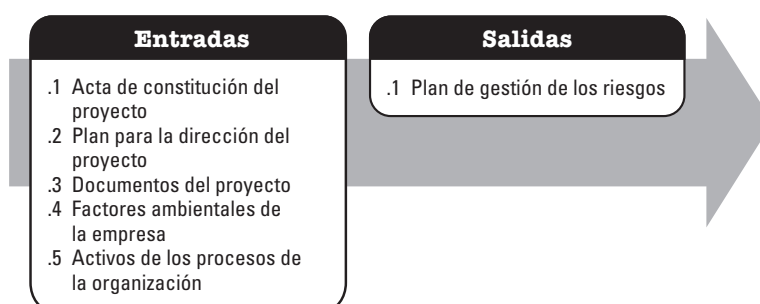 Entradas
.1 Acta de constitución del
proyecto
.2 Plan para la dirección del
proyecto
.3 Documentos del proyecto
.4 Factores ambientales de
la empresa
.5 Activos de los procesos de
la organización
Salidas
.1 Plan de gestión de los riesgos